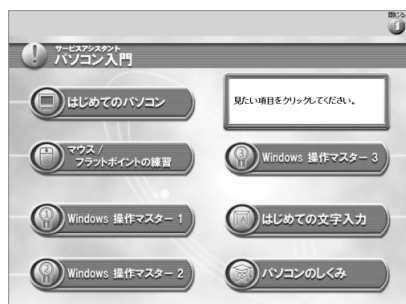 閉じる
サービスアシスタント
パソコン入門
はじめてのパソコン
見たい項目をクリックしてください。
マウス/
フラットポイントの練習
Windows 操作マスター 3
Windows 操作マスター 1
はじめての文字入力
Windows 操作マスター 2
パソコンのしくみ